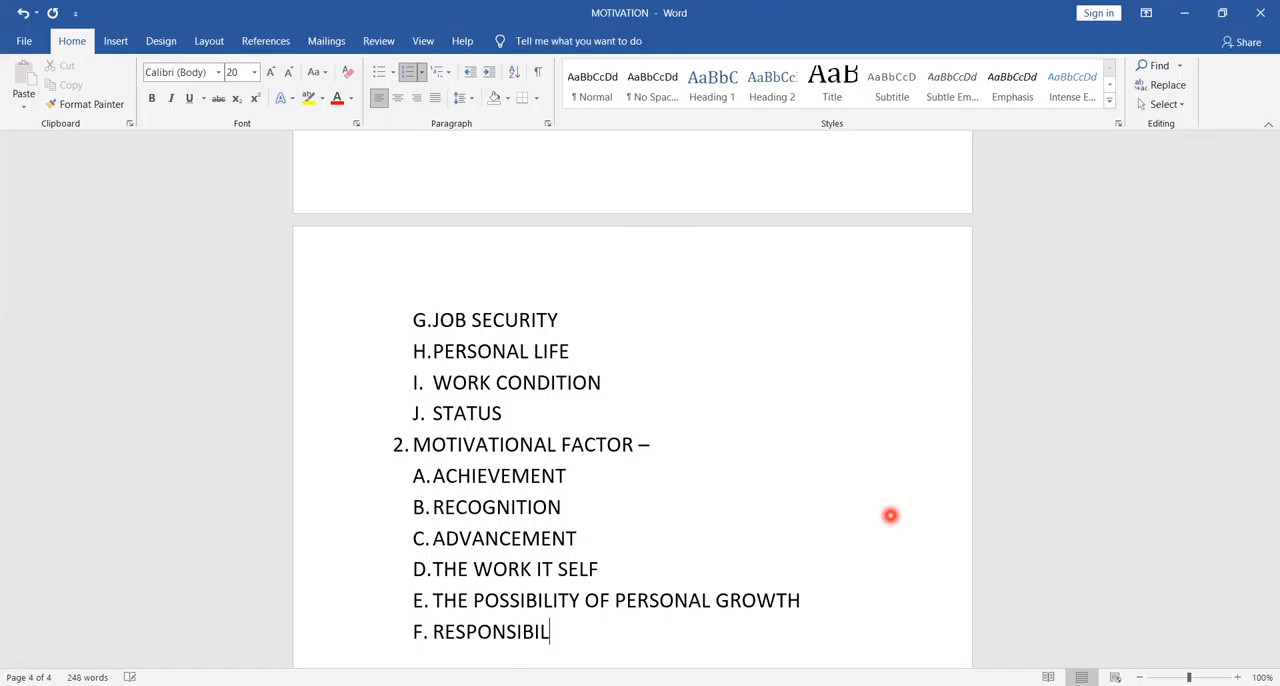 MOTIVATION - Word
Sign in
File Home Insert Design Layout References Mailings Review View Help Tell me what you want to do
Share
Paste
Cut
Copy
Format Painter
Clipboard
Calibri (Body) 20
Font
Paragraph
AaBbCcDd AaBbCcDd AaBbC AaBbCc AaB AaBbCcD AaBbCcDd AaBbCcDd AaBbCcDd
¶ Normal ¶ No Spac... Heading 1 Heading 2 Title Subtitle Subtle Em... Emphasis Intense E...
Styles
Find
Replace
Select
Editing
G.JOB SECURITY
H.PERSONAL LIFE
I. WORK CONDITION
J. STATUS
2. MOTIVATIONAL FACTOR –
A.ACHIEVEMENT
B.RECOGNITION
C.ADVANCEMENT
D.THE WORK IT SELF
E. THE POSSIBILITY OF PERSONAL GROWTH
F. RESPONSIBIL
Page 4 of 4 248 words
100%